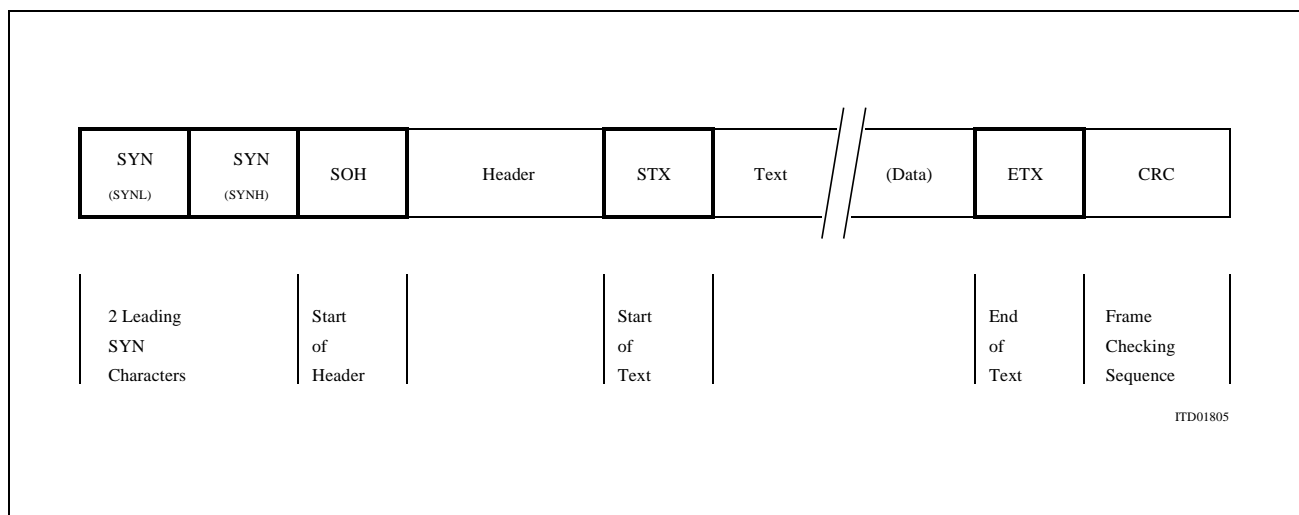 SYN SYN SOH Header STX Text (Data) ETX CRC
(SYNL) (SYNH)
2 Leading Start Start End Frame
SYN of of of Checking
Characters Header Text Text Sequence
ITD01805